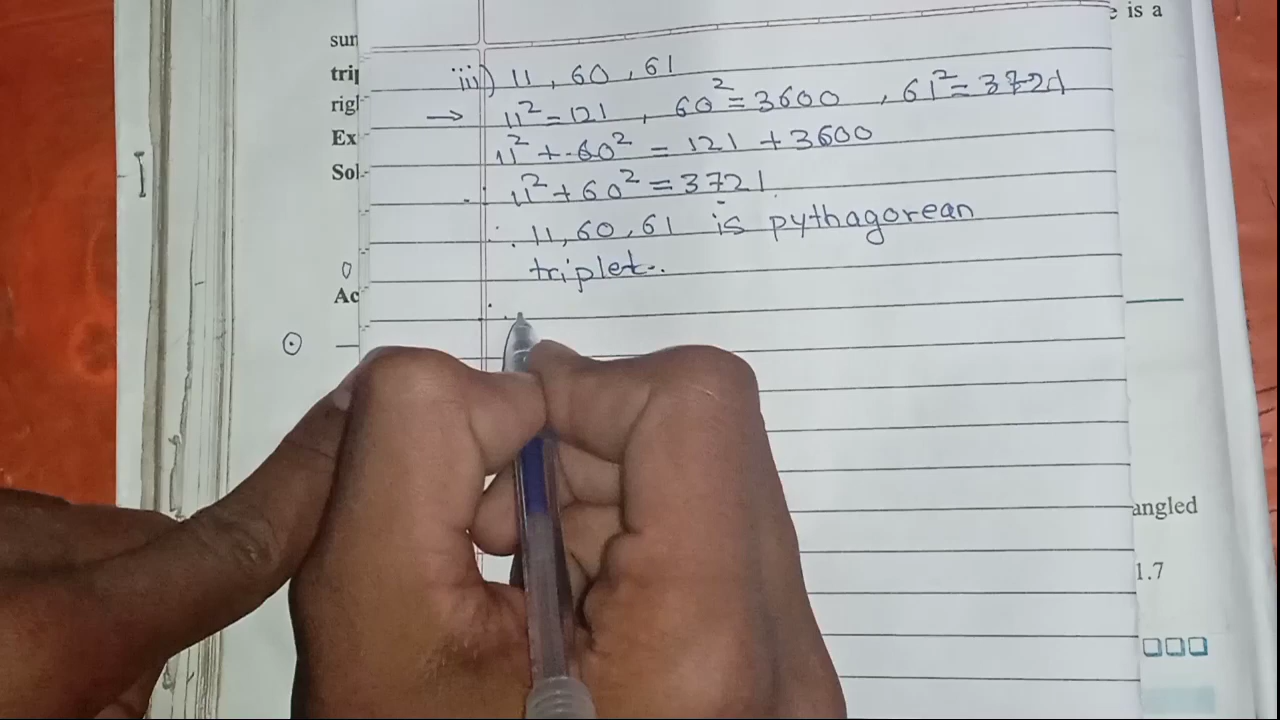 e is a
sur
trip
righ
Ex
Sol
iii) 11, 60, 61
→ 11² = 121, 60² = 3600, 61² = 3721
11² + 60² = 121 + 3600
11² + 60² = 3721
∴ 11, 60, 61 is pythagorean
triplet.
Ac
angled
1.7